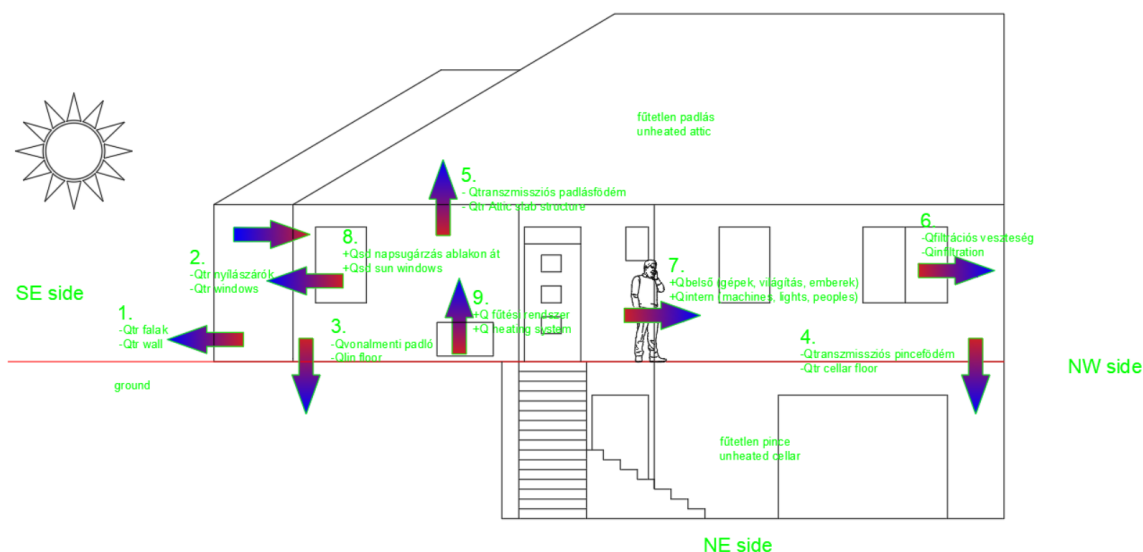 fűtetlen padlás
unheated attic
5.
- Qtranszmissziós padlásfödém
- Qtr Attic slab structure
6.
-Qfiltrációs veszteség
-Qinfiltration
8.
+Qsd napsugárzás ablakon át
+Qsd sun windows
2.
-Qtr nyílászárók
-Qtr windows
7.
+Qbelső (gépek, világítás, emberek)
+Qintern (machines, lights, peoples)
SE side
9.
+Q fűtési rendszer
+Q heating system
1.
-Qtr falak
-Qtr wall
3.
-Qvonalmenti padló
-Qlin floor
4.
-Qtranszmissziós pincefödém
-Qtr cellar floor
NW side
ground
fűtetlen pince
unheated cellar
NE side